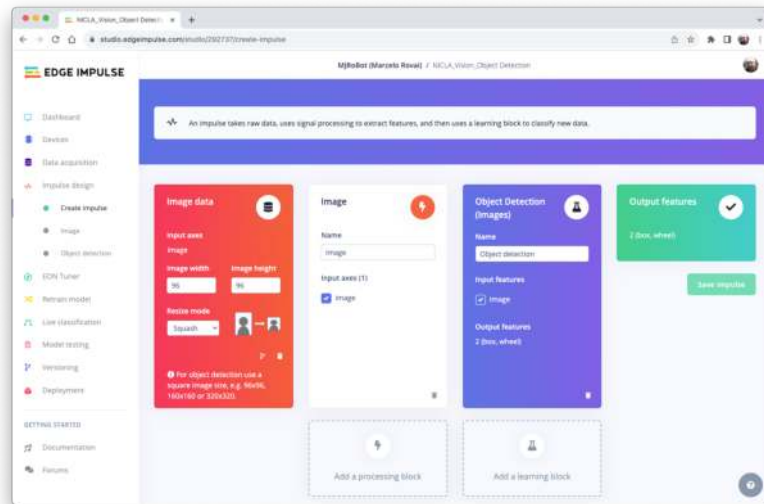 NICLA_Vision_Object Detecti
studio.edgeimpulse.com/studio/292737/create-impulse
EDGE IMPULSE
MJRoBot (Marcelo Rovai) / NICLA_Vision_Object Detection
An impulse takes raw data, uses signal processing to extract features, and then uses a learning block to classify new data.
Dashboard
Devices
Data acquisition
Impulse design
Create impulse
Image
Object detection
EON Tuner
Retrain model
Live classification
Model testing
Versioning
Deployment
GETTING STARTED
Documentation
Forums
Image data
Input axes
image
Image width Image height
96 96
Resize mode
Squash
For object detection use a
square image size, e.g. 96x96,
160x160 or 320x320.
Image
Name
Image
Input axes (1)
image
Add a processing block
Object Detection
(Images)
Name
Object detection
Input features
Image
Output features
2 (box, wheel)
Add a learning block
Output features
2 (box, wheel)
Save Impulse